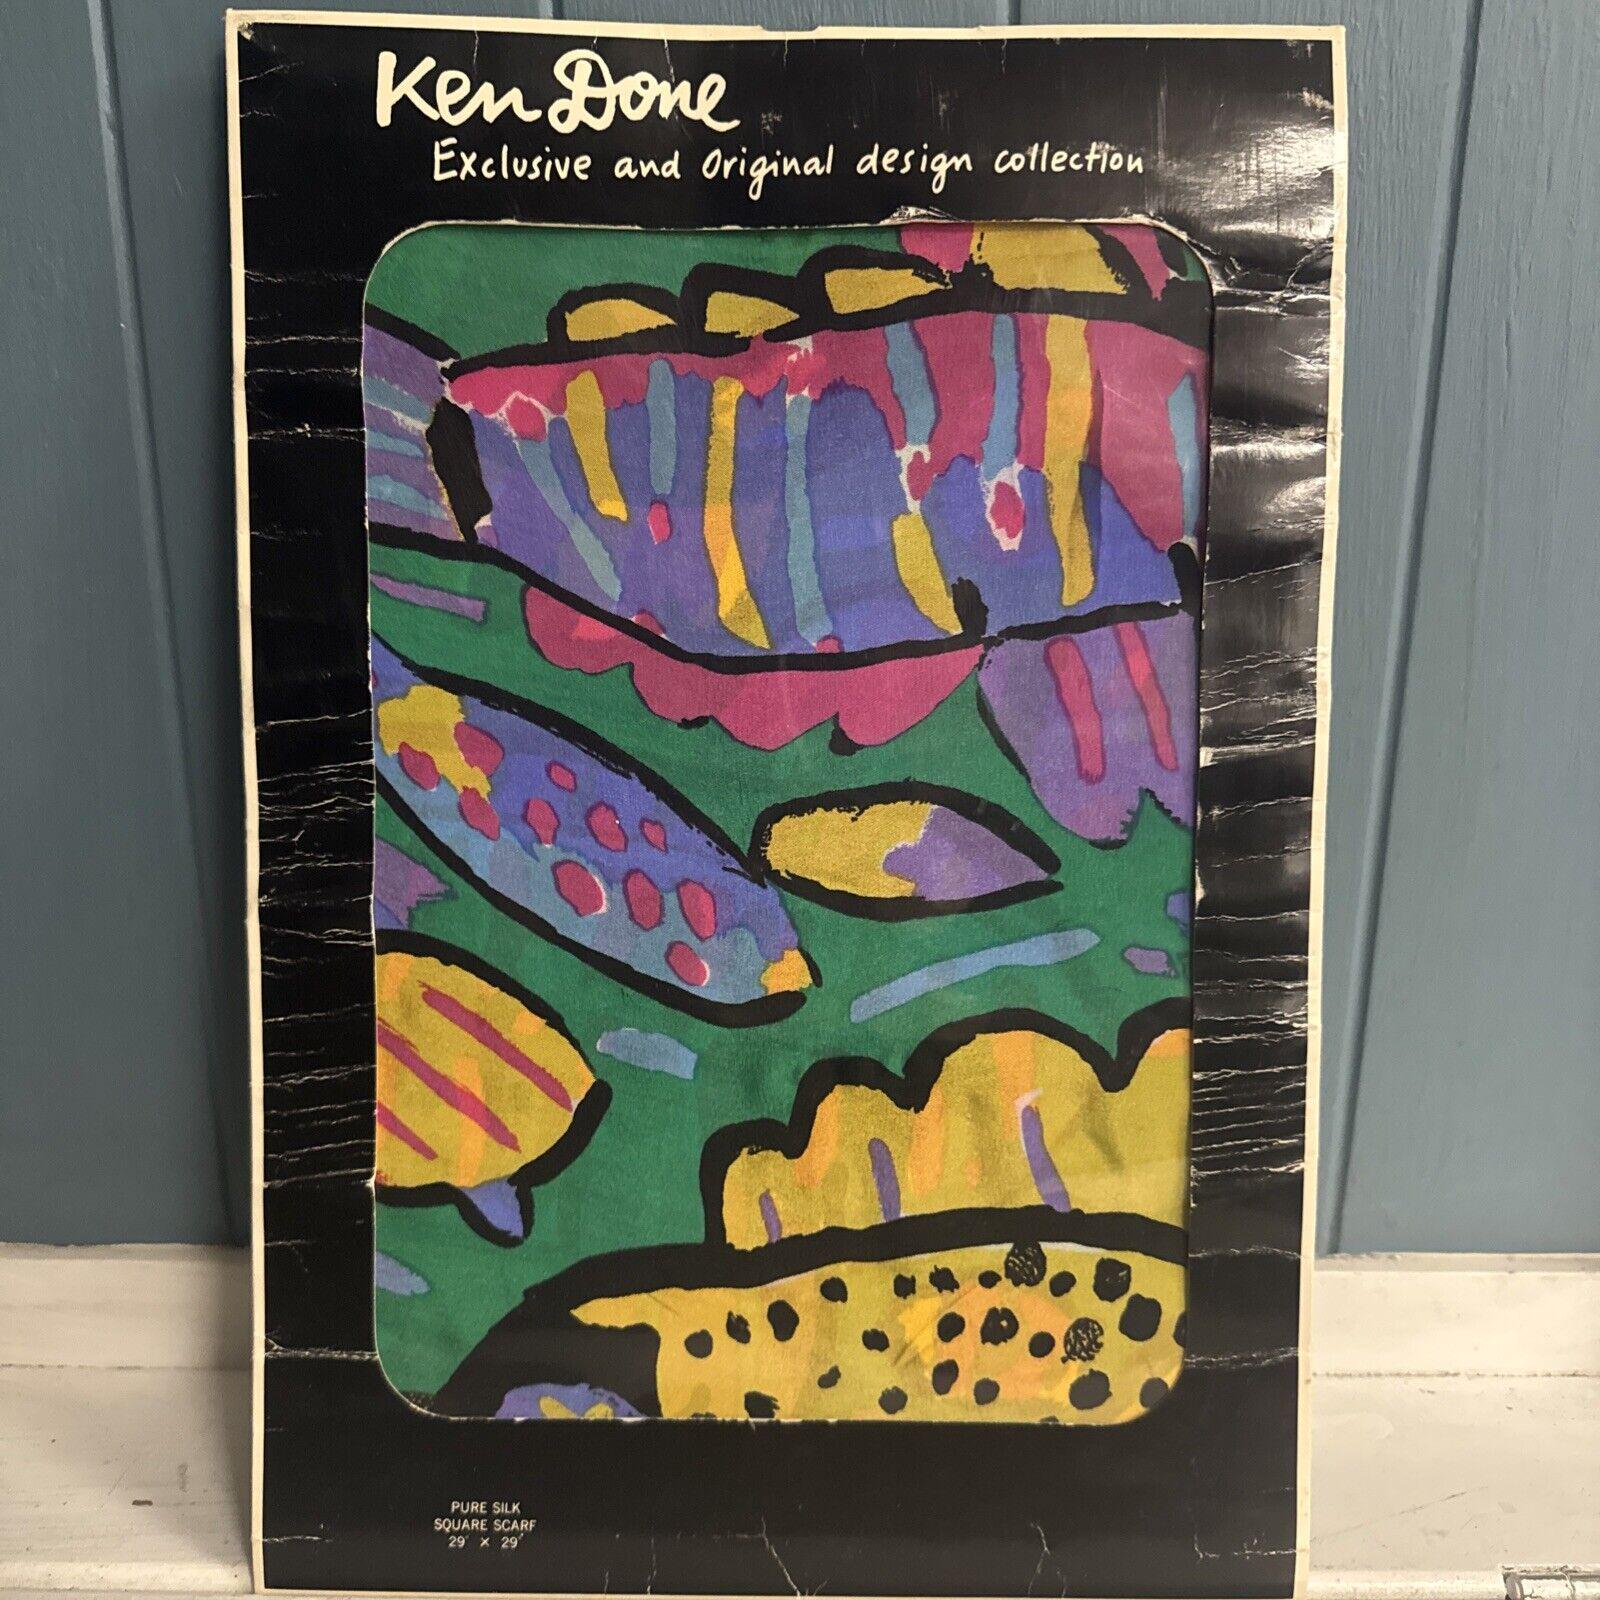 Ken Done
Exclusive and Original design collection
PURE SILK
SQUARE SCARF
29" × 29"